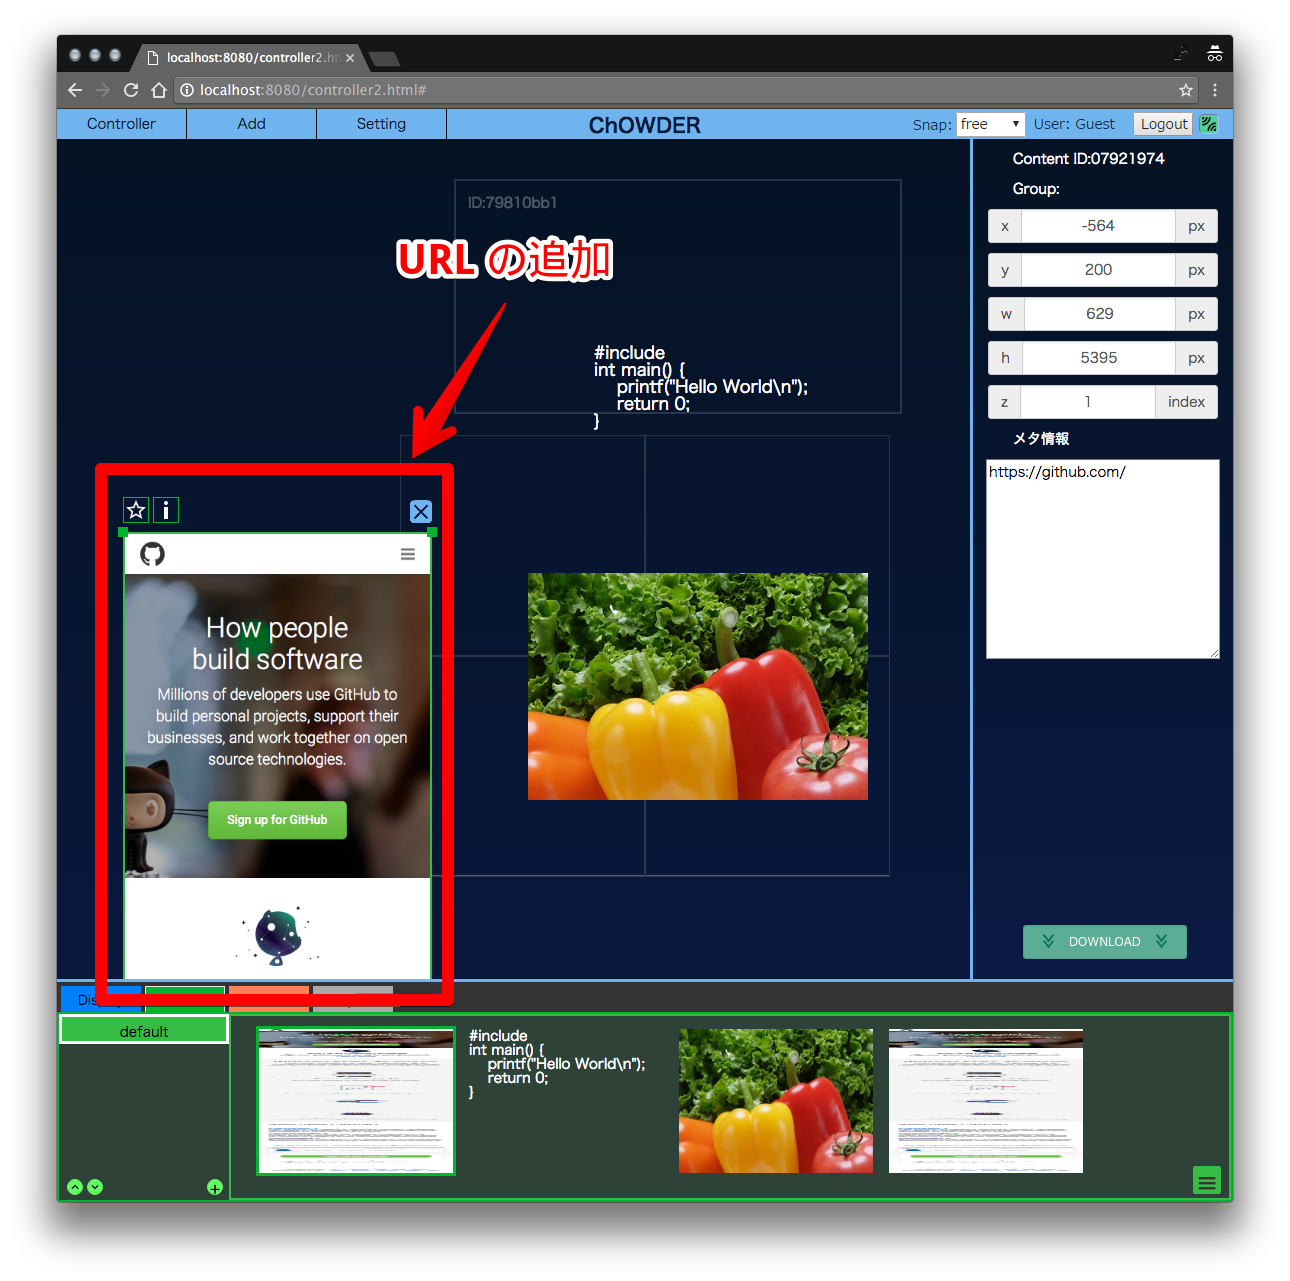 localhost:8080/controller2.ht
localhost:8080/controller2.html#
Controller
Add
Setting
ChOWDER
Snap:
free
User: Guest
Logout
ID:79810bb1
URL の追加
#include
int main() {
printf("Hello World\n");
return 0;
}
How people
build software
Millions of developers use GitHub to
build personal projects, support their
businesses, and work together on open
source technologies.
Sign up for GitHub
Content ID:07921974
Group:
x -564 px
y 200 px
w 629 px
h 5395 px
z 1 index
メタ情報
https://github.com/
DOWNLOAD
default
#include
int main() {
printf("Hello World\n");
return 0;
}